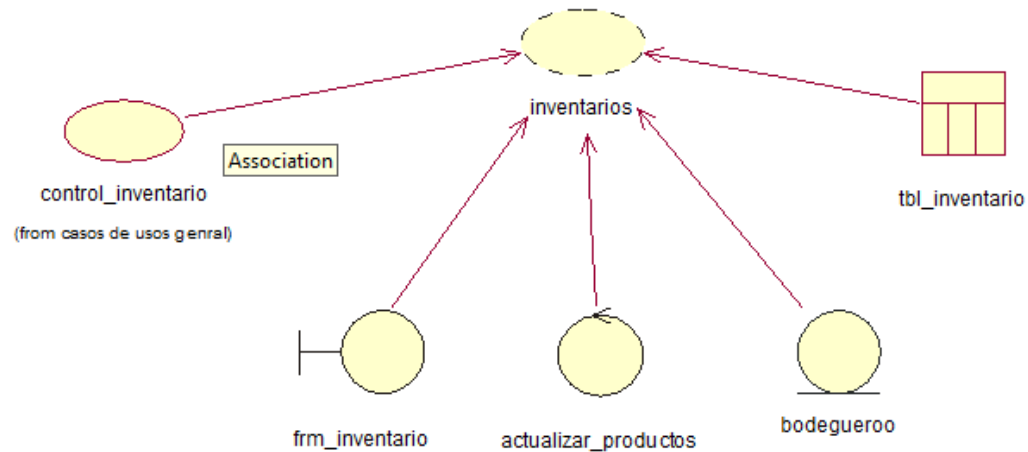 inventarios
Association
control_inventario
(from casos de usos genral)
tbl_inventario
frm_inventario
actualizar_productos
bodegueroo